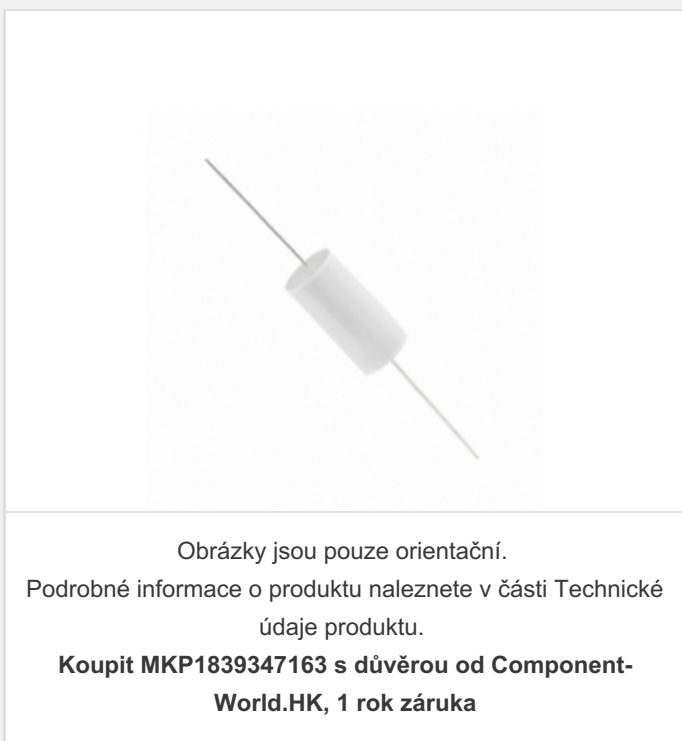 Obrázky jsou pouze orientační.
Podrobné informace o produktu naleznete v části Technické
údaje produktu.
Koupit MKP1839347163 s důvěrou od Component-
World.HK, 1 rok záruka